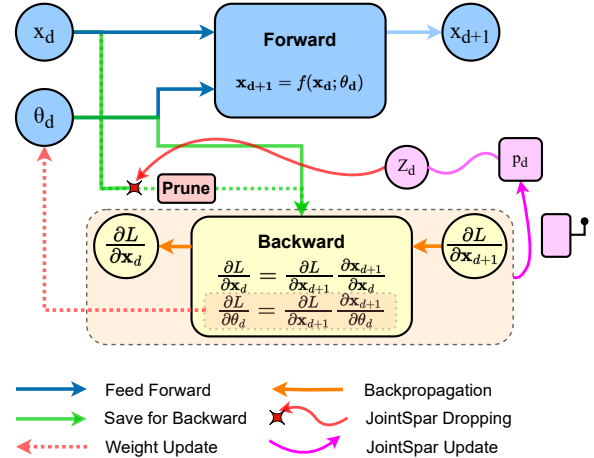 x_d
Forward
x_{d+1} = f(x_d; θ_d)
x_{d+1}
θ_d
Prune
Z_d
p_d
∂L/∂x_d
Backward
∂L/∂x_d = ∂L/∂x_{d+1} ∂x_{d+1}/∂x_d
∂L/∂θ_d = ∂L/∂x_{d+1} ∂x_{d+1}/∂θ_d
∂L/∂x_{d+1}
Feed Forward
Backpropagation
Save for Backward
JointSpar Dropping
Weight Update
JointSpar Update